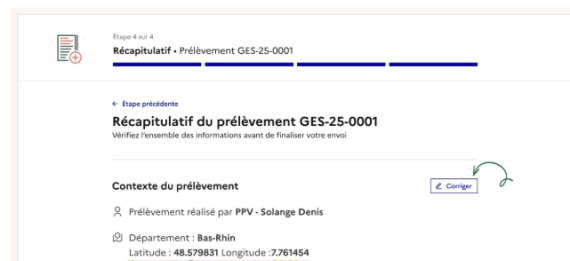 Étape 4 sur 4
Récapitulatif • Prélèvement GES-25-0001
← Étape précédente
Récapitulatif du prélèvement GES-25-0001
Vérifiez l'ensemble des informations avant de finaliser votre envoi
Contexte du prélèvement
Corriger
Prélèvement réalisé par PPV - Solange Denis
Département : Bas-Rhin
Latitude : 48.579831 Longitude :7.761454